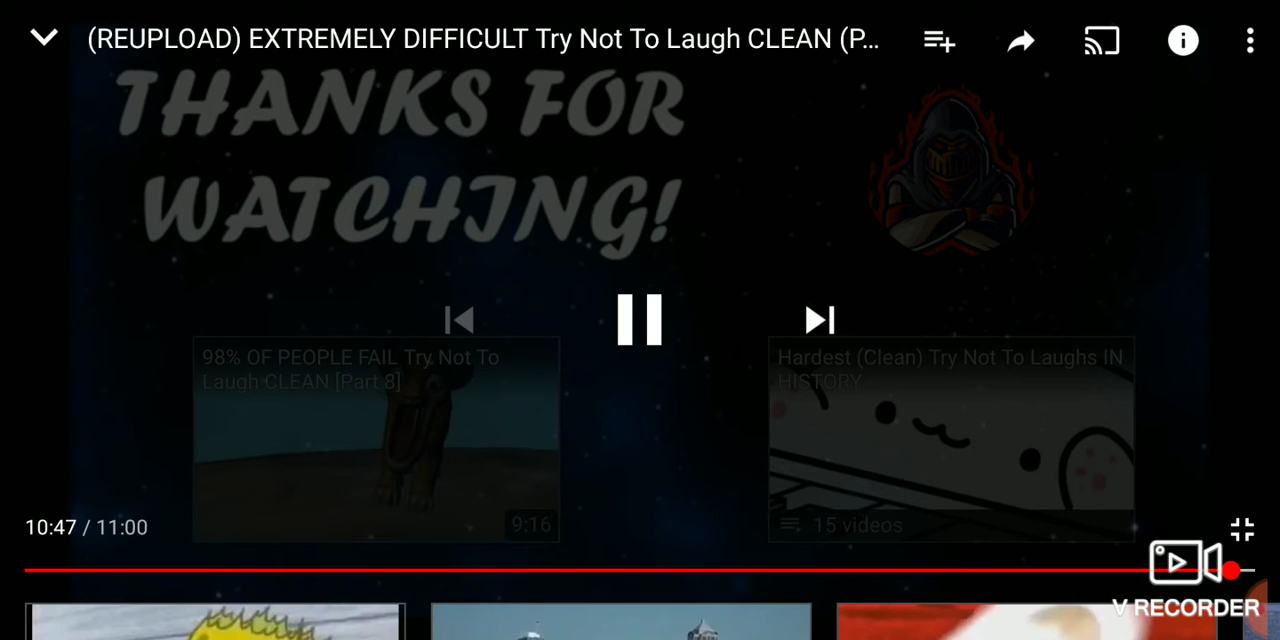 (REUPLOAD) EXTREMELY DIFFICULT Try Not To Laugh CLEAN (P...
THANKS FOR
WATCHING!
98% OF PEOPLE FAIL Try Not To
Laugh CLEAN [Part 8]
9:16
Hardest (Clean) Try Not To Laughs IN
HISTORY
15 videos
10:47 / 11:00
V RECORDER